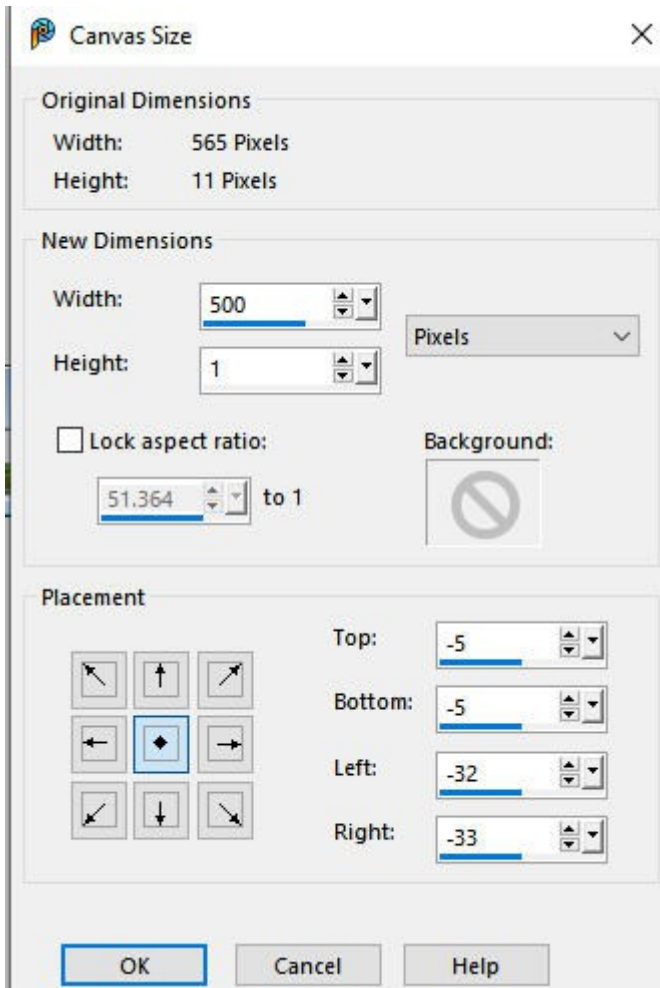 Canvas Size
Original Dimensions
Width: 565 Pixels
Height: 11 Pixels
New Dimensions
Width: 500
Pixels
Height: 1
Lock aspect ratio:
Background:
51.364 to 1
Placement
Top: -5
Bottom: -5
Left: -32
Right: -33
OK Cancel Help